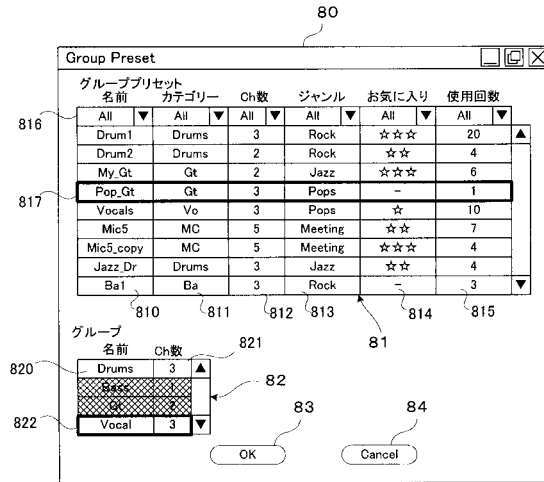 80
Group Preset
グループプリセット
名前 カテゴリー Ch数 ジャンル お気に入り 使用回数
816 All ▼ All ▼ All ▼ All ▼ All ▼ All ▼
Drum1 Drums 3 Rock ☆☆☆ 20 ▲
Drum2 Drums 2 Rock ☆☆ 4
My_Gt Gt 2 Jazz ☆☆☆ 6
817 Pop_Gt Gt 3 Pops － 1
Vocals Vo 3 Pops ☆ 10
Mic5 MC 5 Meeting ☆☆ 7
Mic5_copy MC 5 Meeting ☆☆☆ 4
Jazz_Dr Drums 3 Jazz ☆☆ 4
Ba1 Ba 3 Rock － 3 ▼
810 811 812 813 81 814 815
グループ
名前 Ch数 821
820 Drums 3 ▲
Bass 1 82
Gt 2
822 Vocal 3 ▼
83 84
OK Cancel